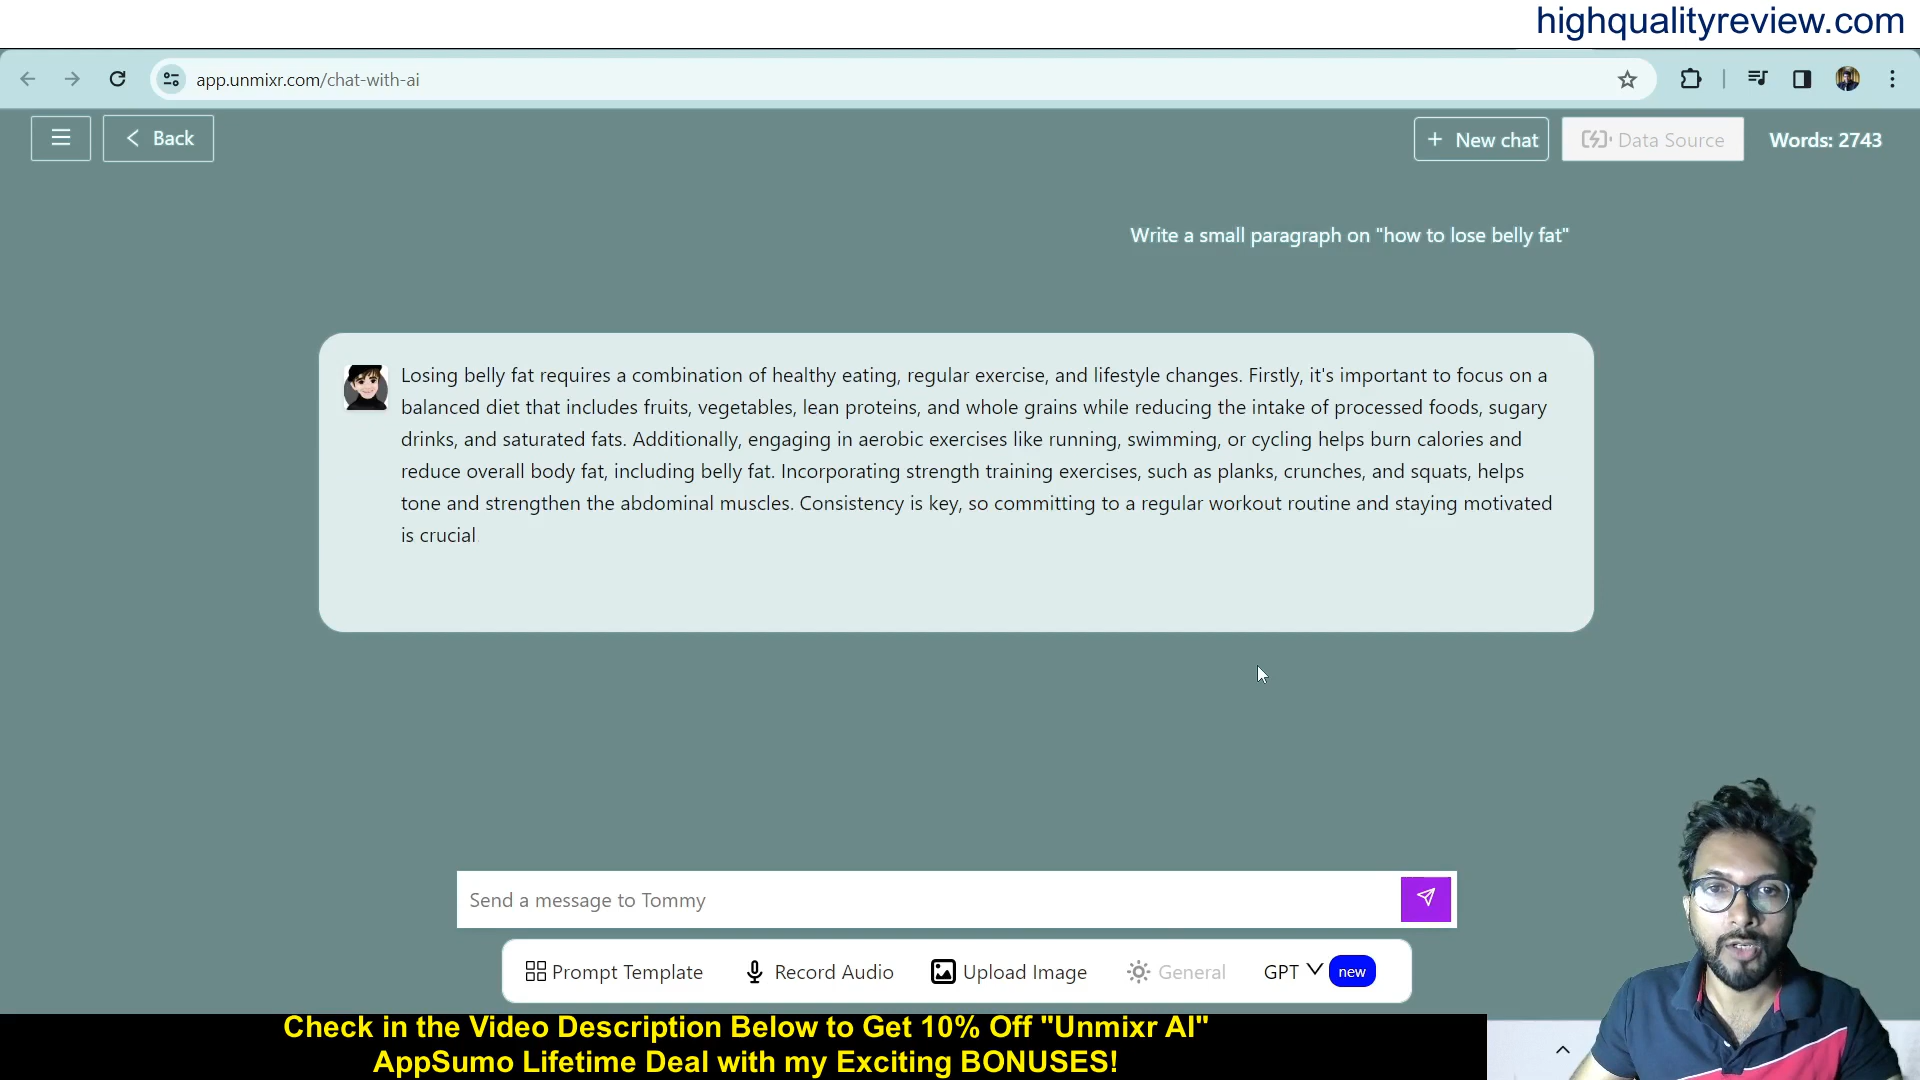 highqualityreview.com
app.unmixr.com/chat-with-ai
Back
New chat
Data Source
Words: 2743
Write a small paragraph on "how to lose belly fat"
Losing belly fat requires a combination of healthy eating, regular exercise, and lifestyle changes. Firstly, it's important to focus on a
balanced diet that includes fruits, vegetables, lean proteins, and whole grains while reducing the intake of processed foods, sugary
drinks, and saturated fats. Additionally, engaging in aerobic exercises like running, swimming, or cycling helps burn calories and
reduce overall body fat, including belly fat. Incorporating strength training exercises, such as planks, crunches, and squats, helps
tone and strengthen the abdominal muscles. Consistency is key, so committing to a regular workout routine and staying motivated
is crucial
Send a message to Tommy
Prompt Template
Record Audio
Upload Image
General
GPT
new
Check in the Video Description Below to Get 10% Off "Unmixr AI"
AppSumo Lifetime Deal with my Exciting BONUSES!